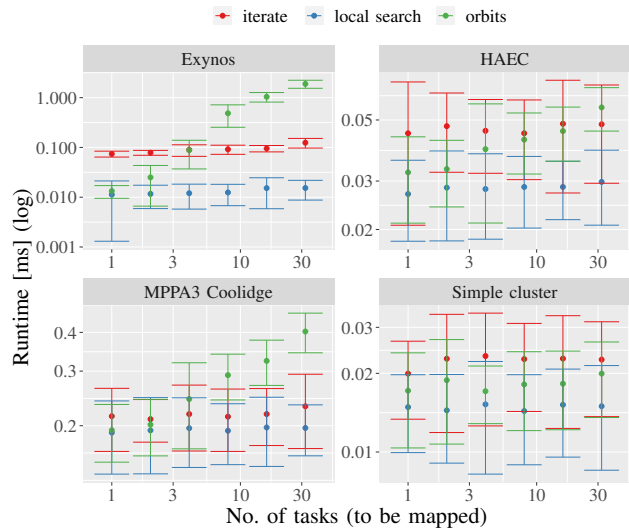 iterate local search orbits
Exynos HAEC
1.000
0.100
0.010
0.001
0.05
0.03
0.02
1 3 10 30 1 3 10 30
MPPA3 Coolidge Simple cluster
0.4
0.3
0.2
0.03
0.02
0.01
1 3 10 30 1 3 10 30
Runtime [ms] (log)
No. of tasks (to be mapped)